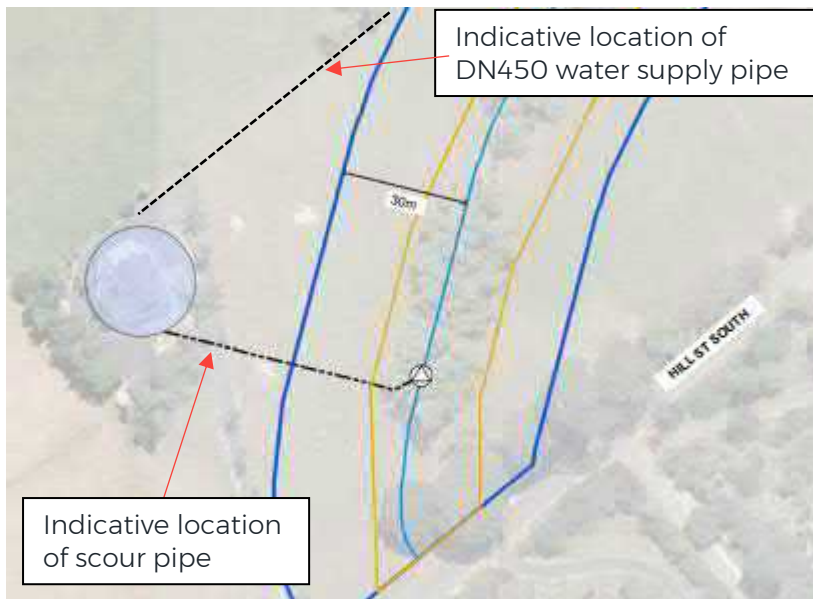 Indicative location of
DN450 water supply pipe
30m
HILL ST SOUTH
Indicative location
of scour pipe